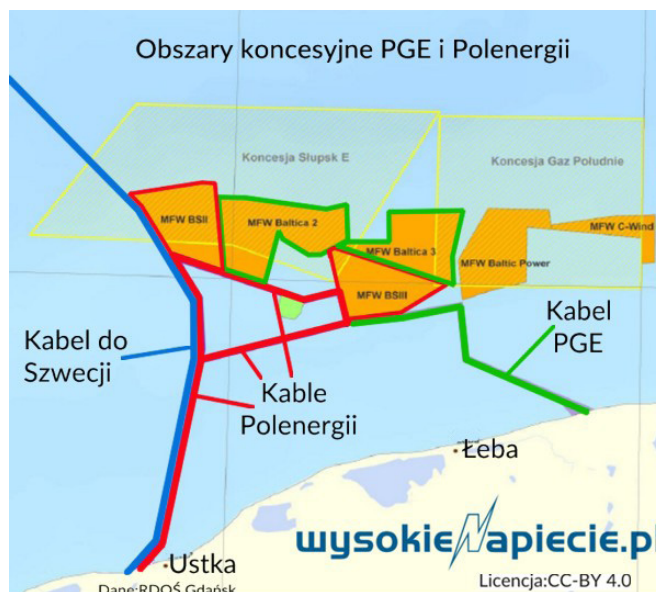 Obszary koncesyjne PGE i Polenergii
Koncesja Słupsk E
Koncesja Gaz Południe
MFW BSII
MFW Baltica 2
MFW Baltica 3
MFW C-Wind
MFW Baltic Power
MFW BSIII
Kabel do
Szwecji
Kabel
PGE
Kable
Polenergii
Łeba
wysokieNapiecie.pl
Ustka
Dane:RDOŚ Gdańsk
Licencja:CC-BY 4.0